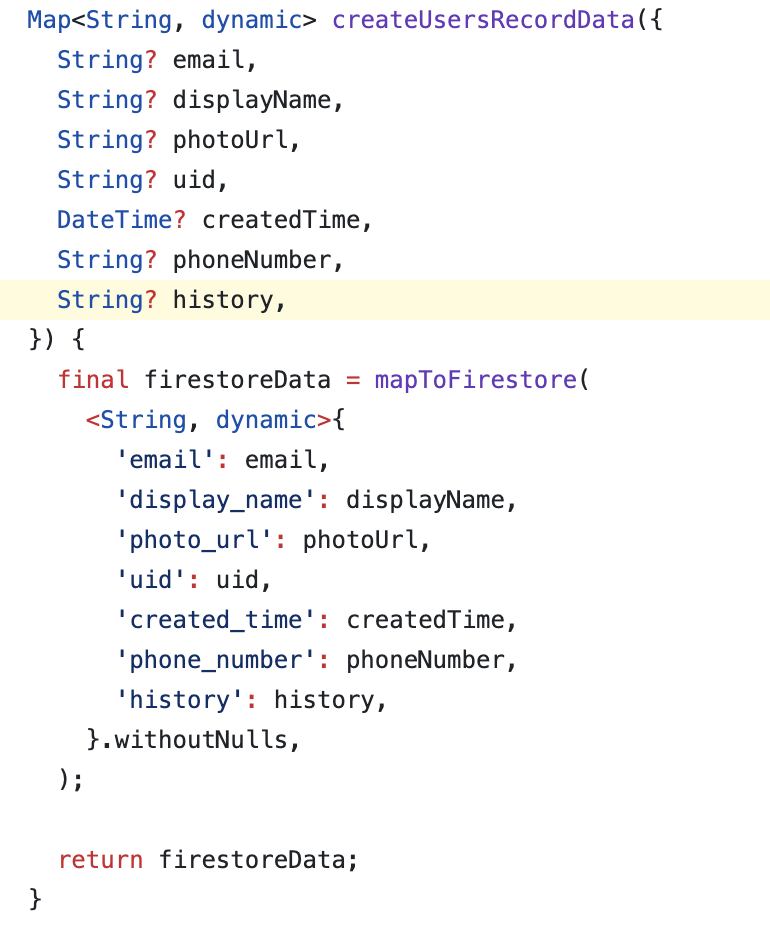 Map<String, dynamic> createUsersRecordData({
  String? email,
  String? displayName,
  String? photoUrl,
  String? uid,
  DateTime? createdTime,
  String? phoneNumber,
  String? history,
}) {
  final firestoreData = mapToFirestore(
    <String, dynamic>{
      'email': email,
      'display_name': displayName,
      'photo_url': photoUrl,
      'uid': uid,
      'created_time': createdTime,
      'phone_number': phoneNumber,
      'history': history,
    }.withoutNulls,
  );

  return firestoreData;
}